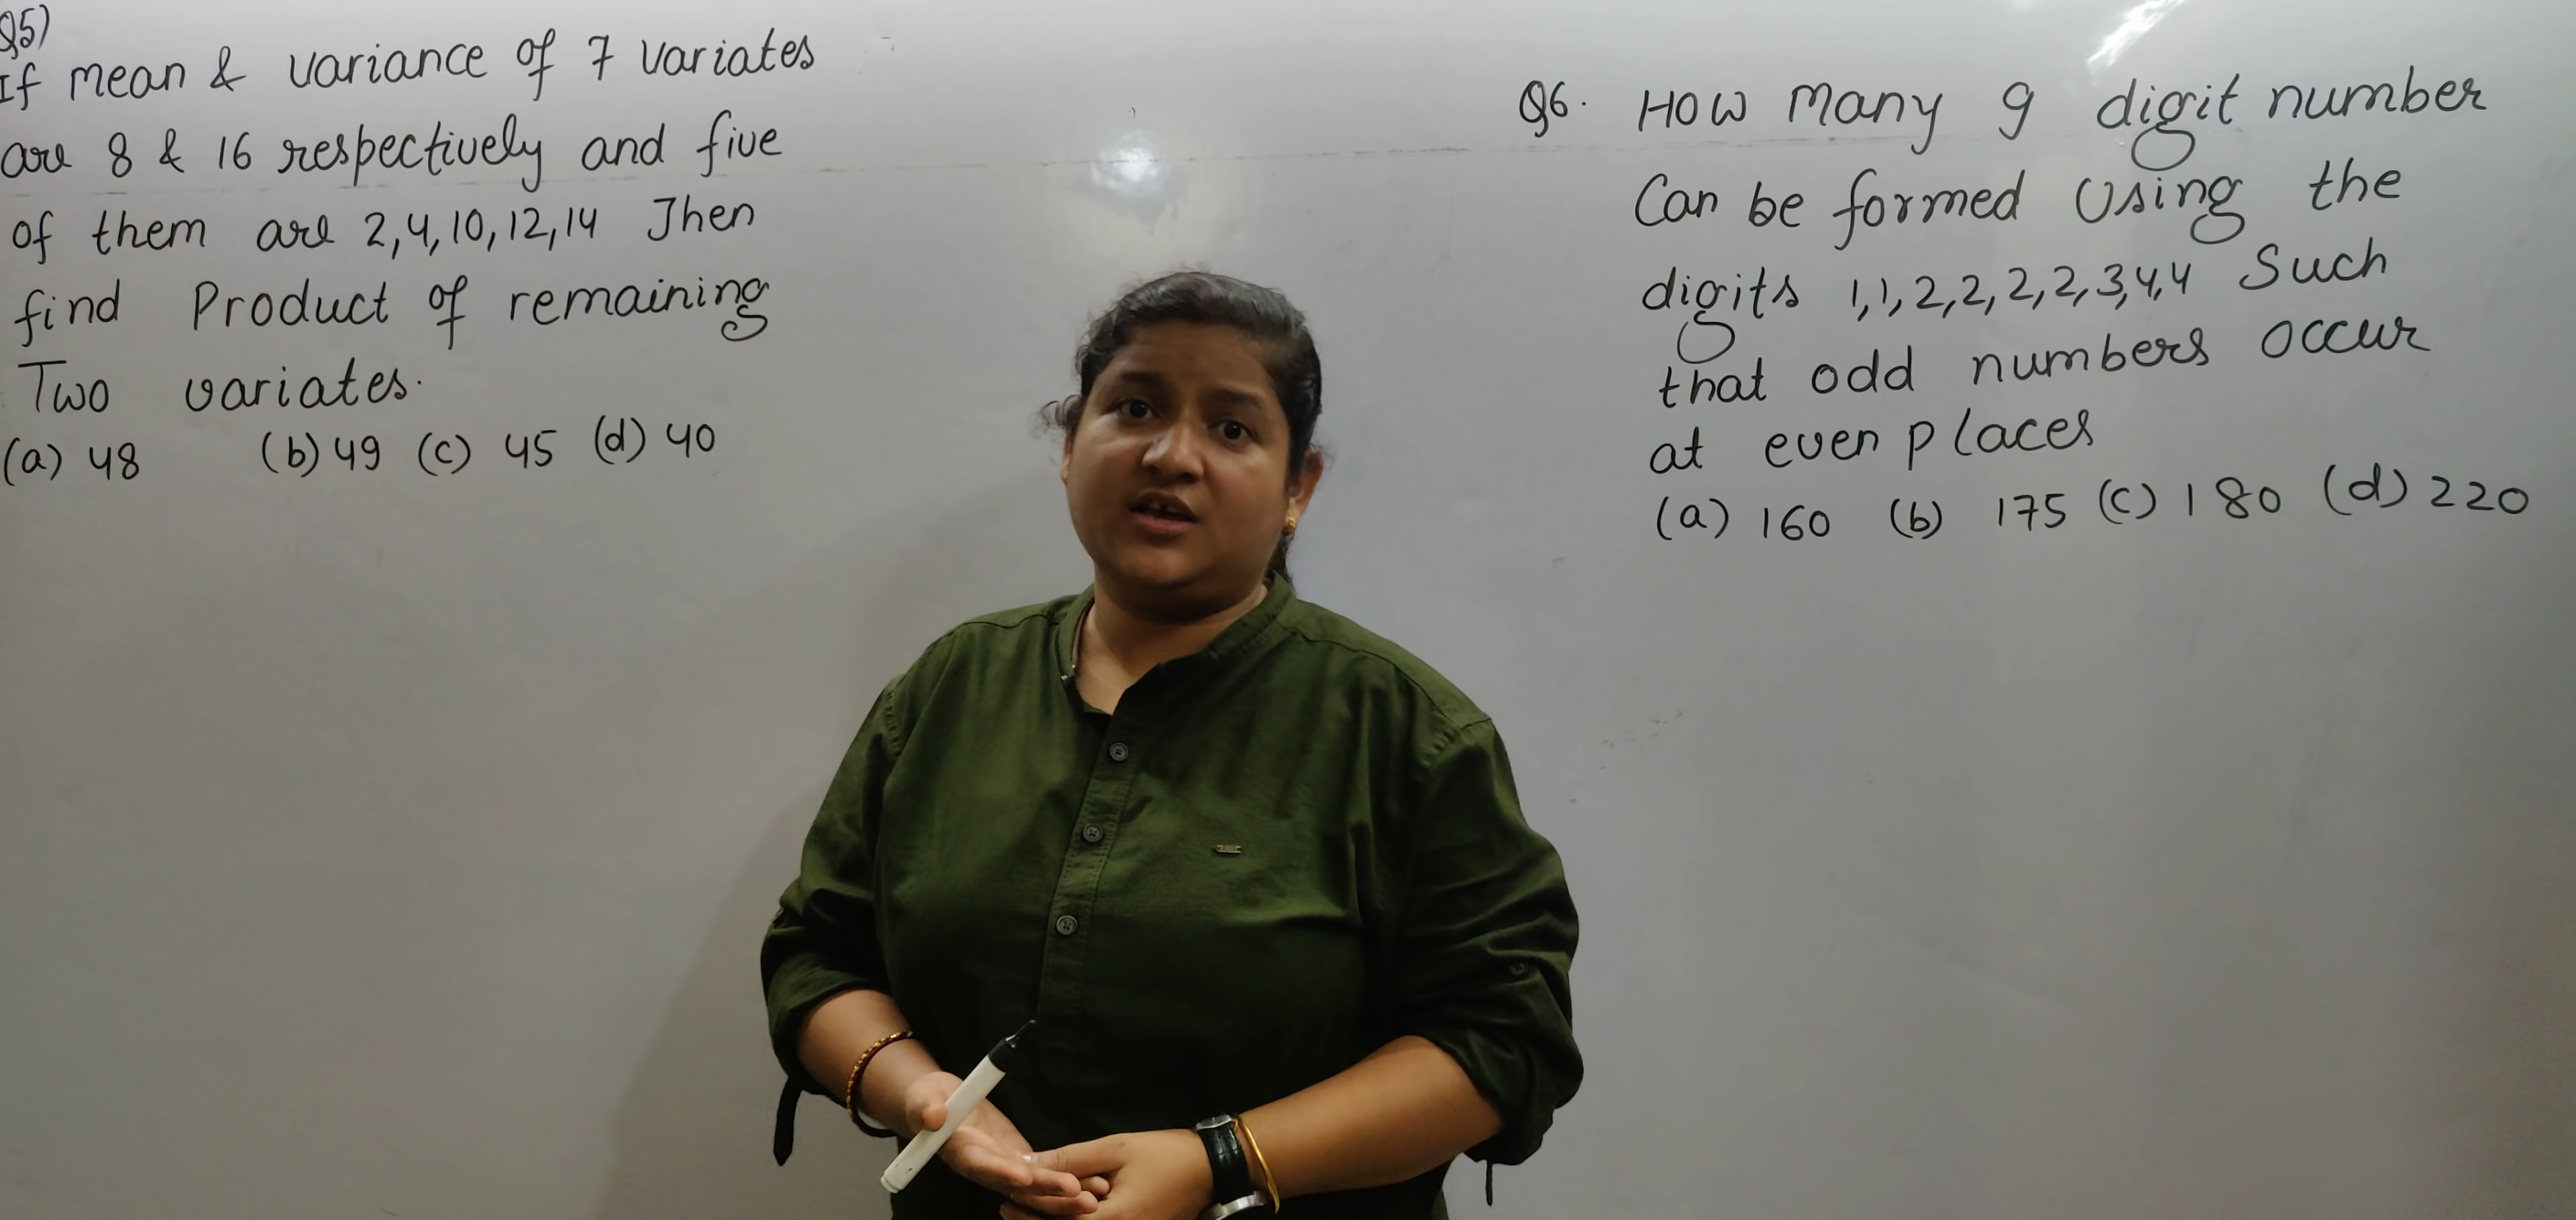 Q5)
If mean & variance of 7 variates
are 8 & 16 respectively and five
of them are 2,4,10,12,14 Then
find Product of remaining
Two variates.
(a) 48 (b) 49 (c) 45 (d) 40
Q6. How Many 9 digit number
Can be formed Using the
digits 1,1,2,2,2,2,3,4,4 Such
that odd numbers occur
at even places
(a) 160 (b) 175 (c) 180 (d) 220